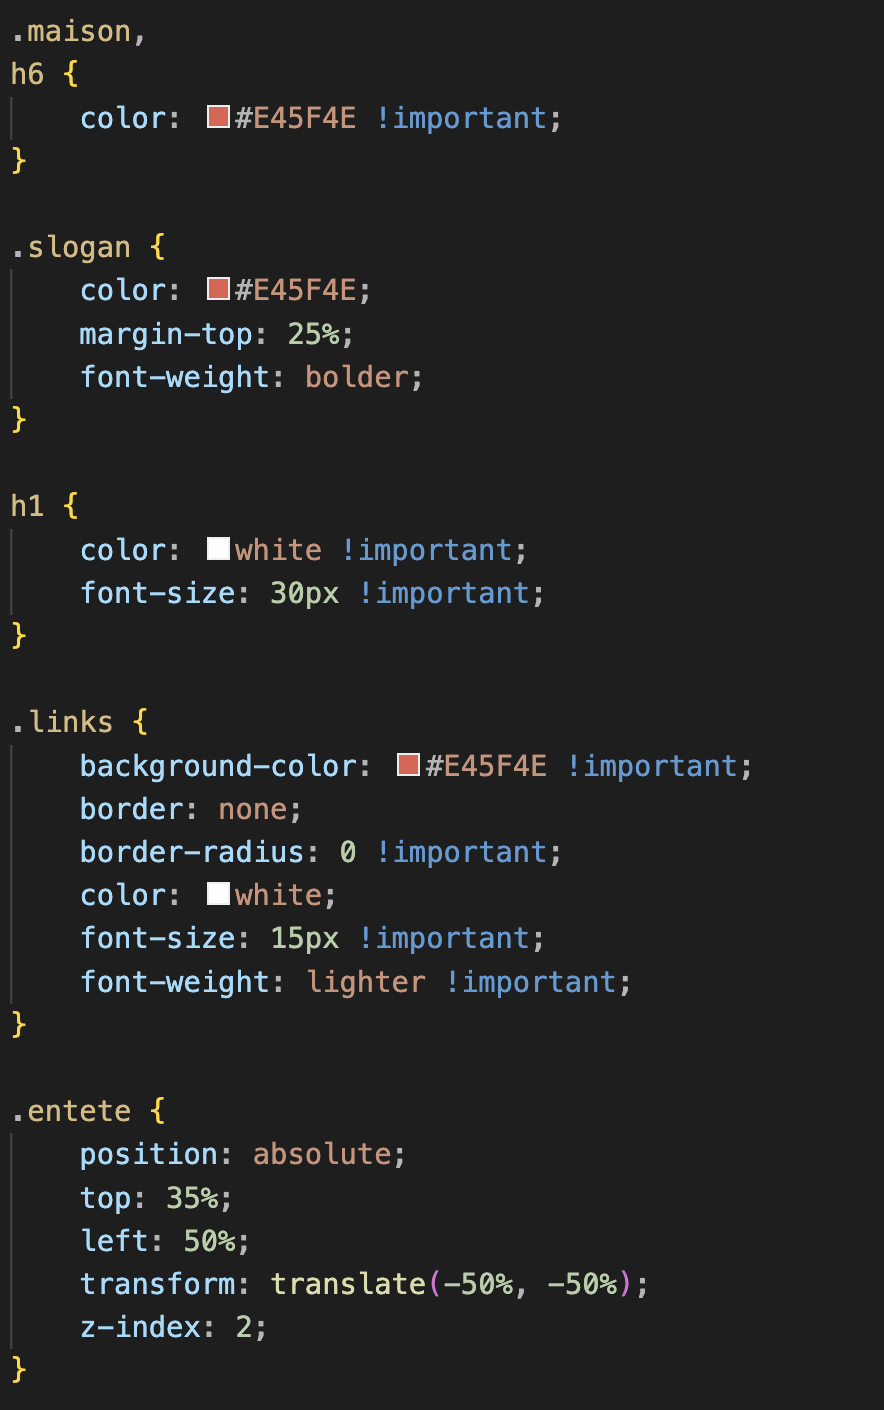 .maison,
h6 {
    color: #E45F4E !important;
}

.slogan {
    color: #E45F4E;
    margin-top: 25%;
    font-weight: bolder;
}

h1 {
    color: white !important;
    font-size: 30px !important;
}

.links {
    background-color: #E45F4E !important;
    border: none;
    border-radius: 0 !important;
    color: white;
    font-size: 15px !important;
    font-weight: lighter !important;
}

.entete {
    position: absolute;
    top: 35%;
    left: 50%;
    transform: translate(-50%, -50%);
    z-index: 2;
}